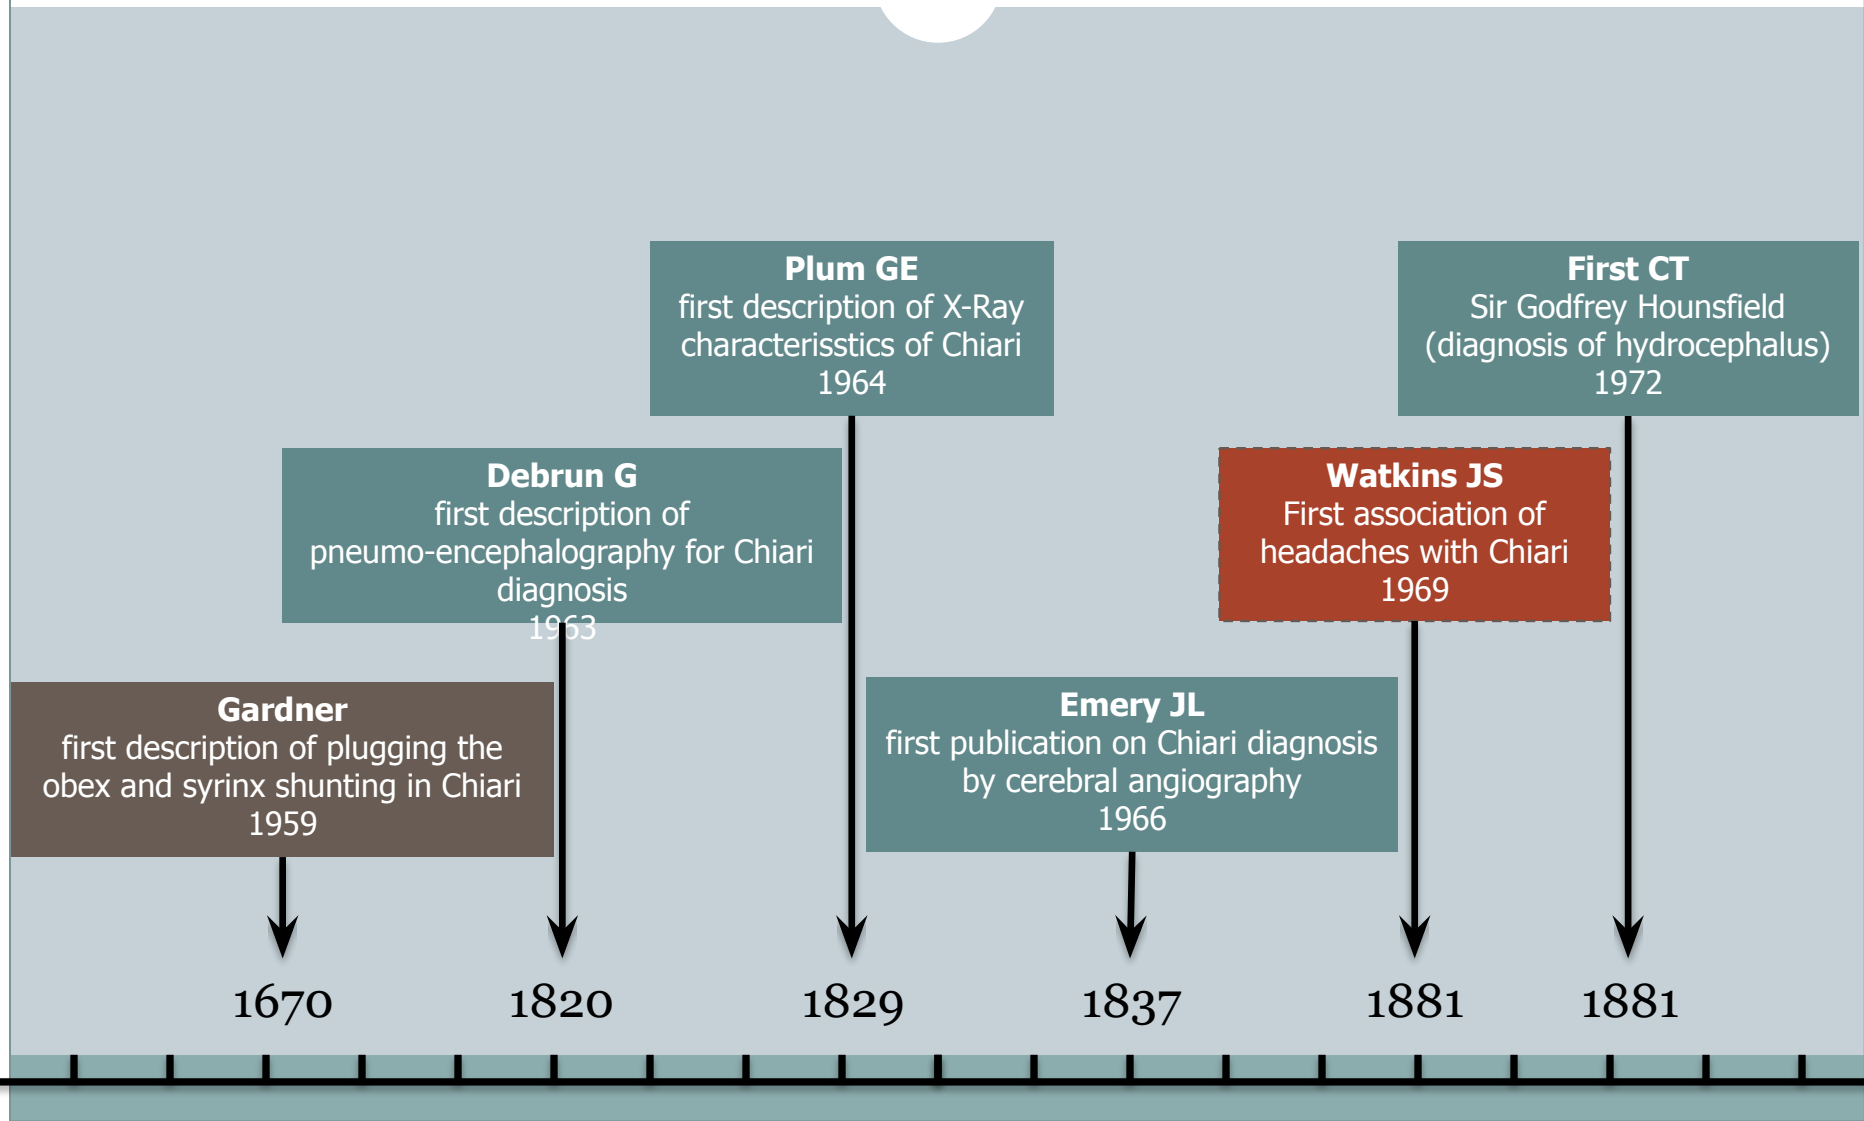 Plum GE
first description of X-Ray
characterisstics of Chiari
1964
First CT
Sir Godfrey Hounsfield
(diagnosis of hydrocephalus)
1972
Debrun G
first description of
pneumo-encephalography for Chiari
diagnosis
1963
Watkins JS
First association of
headaches with Chiari
1969
Gardner
first description of plugging the
obex and syrinx shunting in Chiari
1959
Emery JL
first publication on Chiari diagnosis
by cerebral angiography
1966
1670
1820
1829
1837
1881
1881